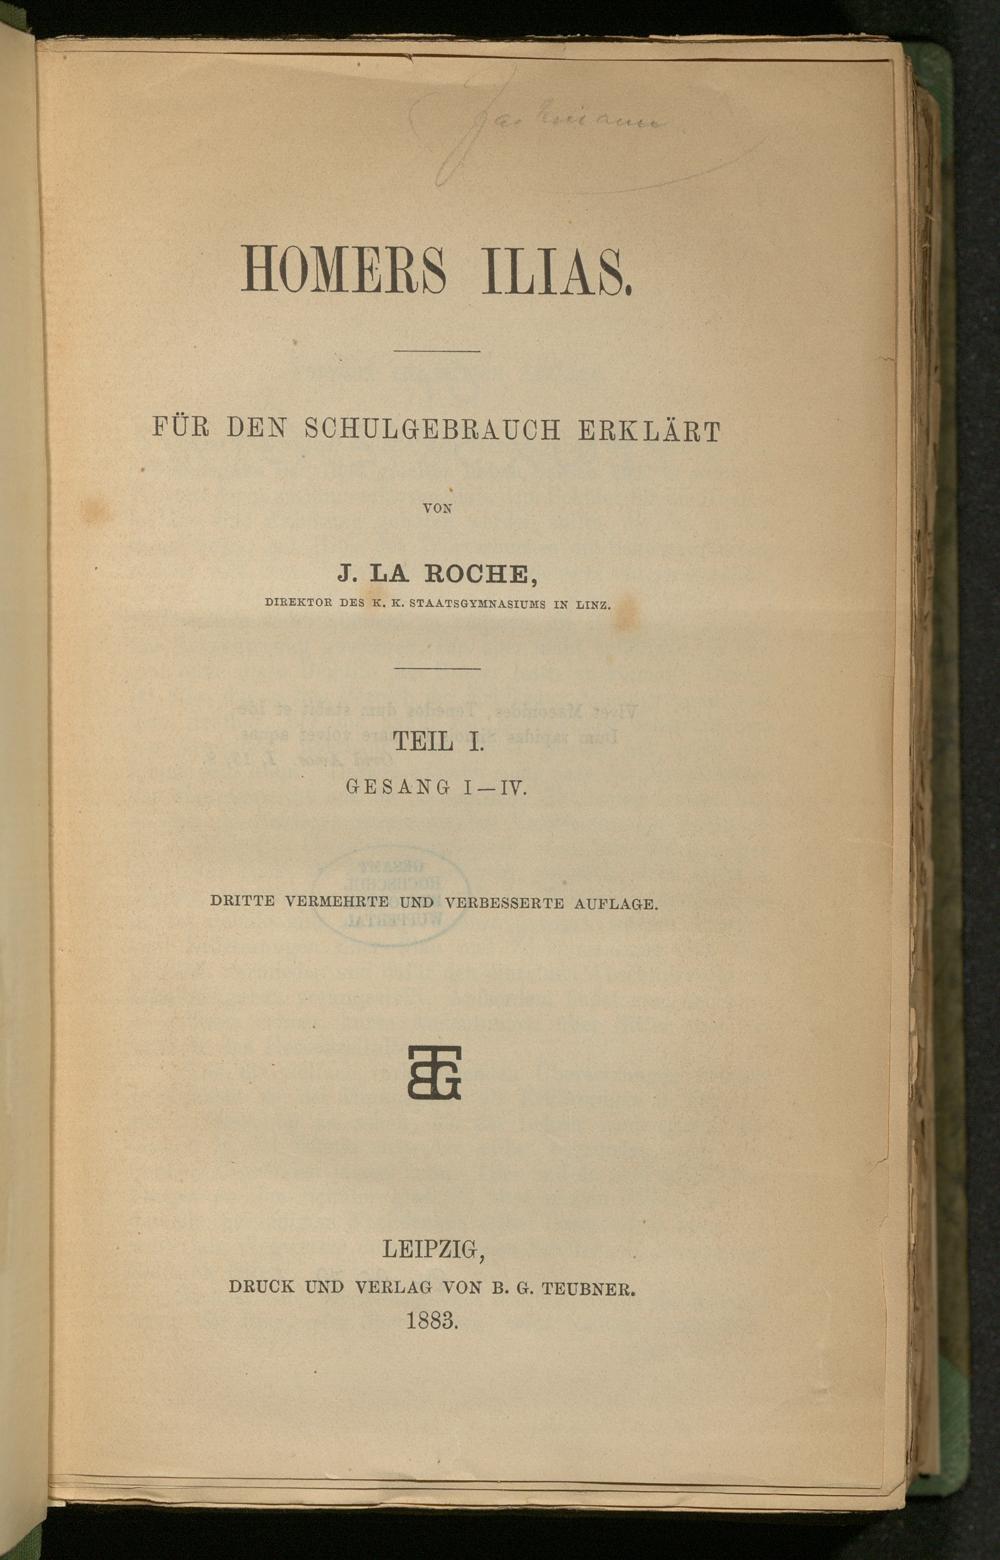 HOMERS ILIAS.
FÜR DEN SCHULGEBRAUCH ERKLÄRT
VON
J. LA ROCHE,
DIREKTOR DES K. K. STAATSGYMNASIUMS IN LINZ.
TEIL I.
GESANG I—IV.
DRITTE VERMEHRTE UND VERBESSERTE AUFLAGE.
BTG
LEIPZIG,
DRUCK UND VERLAG VON B. G. TEUBNER.
1883.